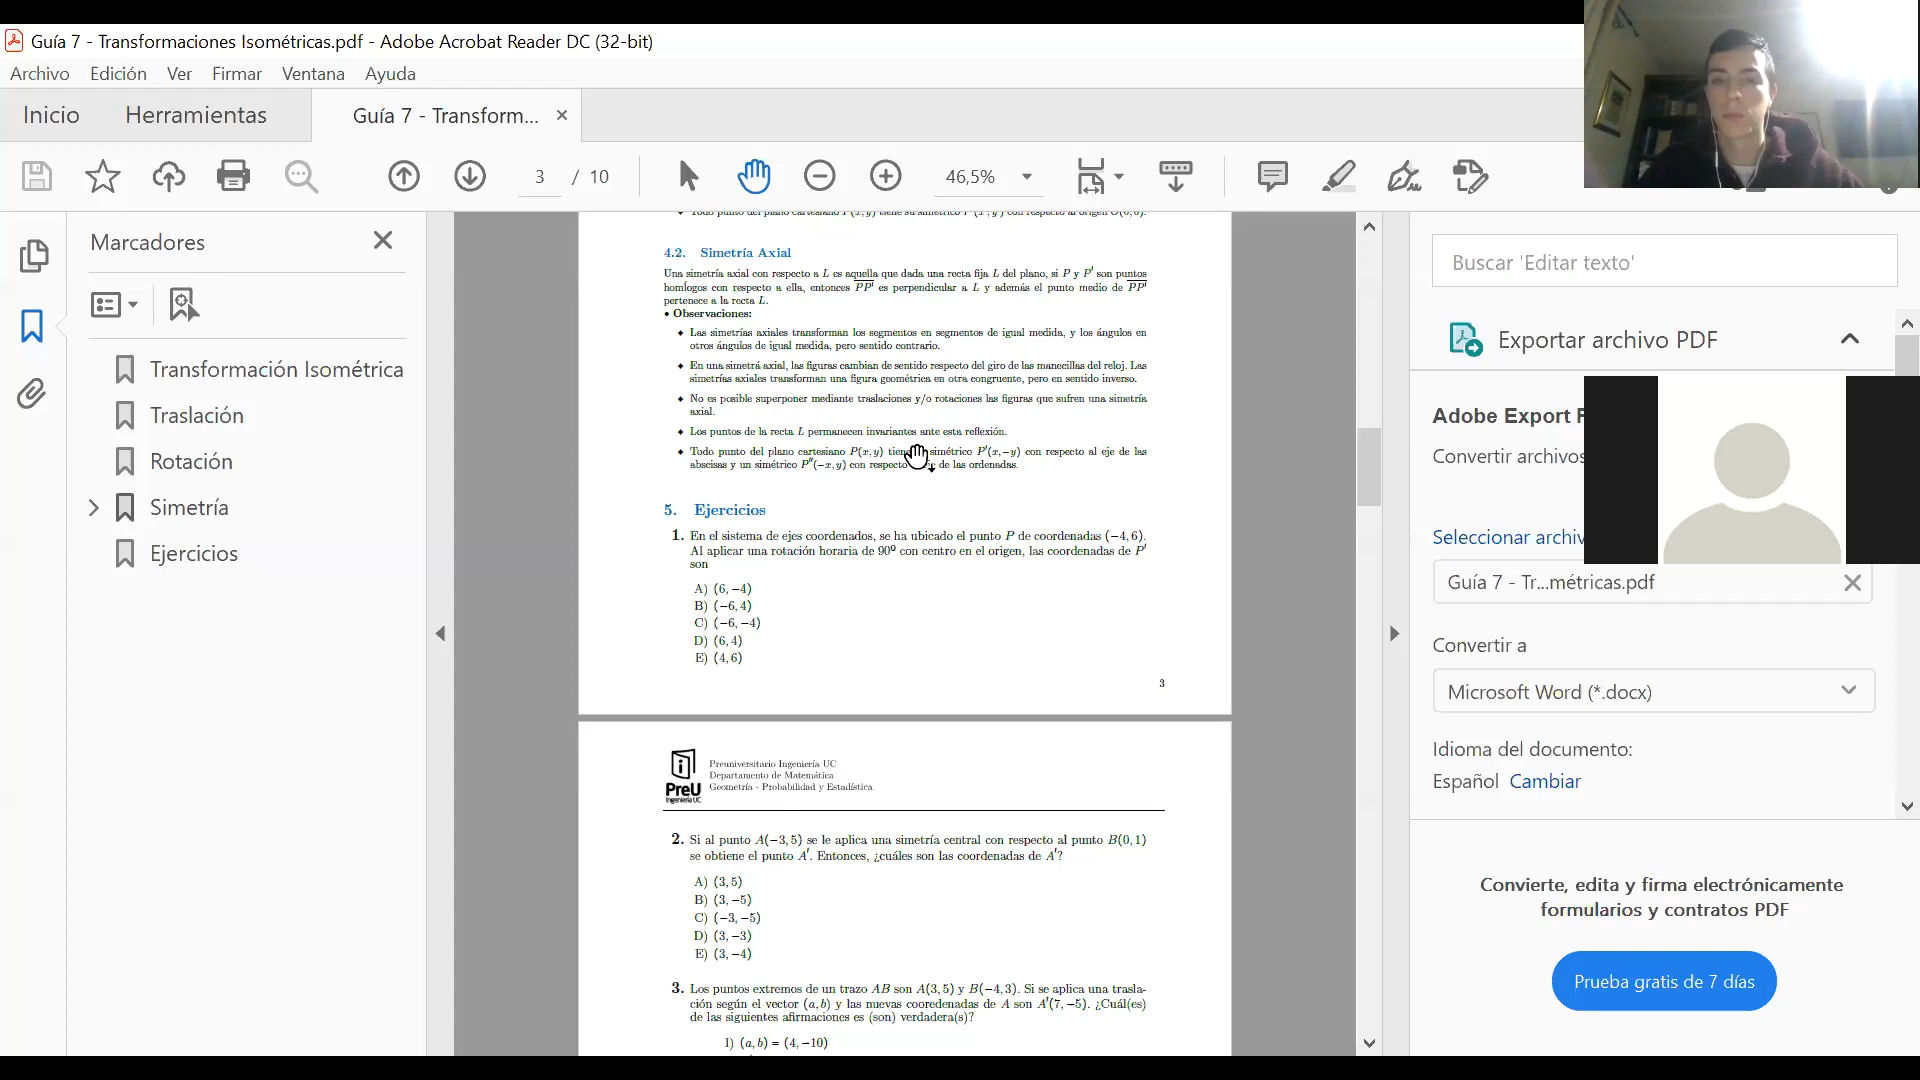 Guía 7 - Transformaciones Isométricas.pdf - Adobe Acrobat Reader DC (32-bit)
Archivo Edición Ver Firmar Ventana Ayuda
Inicio Herramientas Guía 7 - Transform...
3 / 10 46,5%
Marcadores
Transformación Isométrica
Traslación
Rotación
Simetría
Ejercicios
Todo punto del plano cartesiano P(x, y) tiene su simétrico P'(x', y') con respecto al origen O(0, 0).
4.2. Simetría Axial
Una simetría axial con respecto a L es aquella que dada una recta fija L del plano, si P y P' son puntos
homlogos con respecto a ella, entonces PP' es perpendicular a L y además el punto medio de PP'
pertenece a la recta L.
• Observaciones:
Las simetrías axiales transforman los segmentos en segmentos de igual medida, y los ángulos en
otros ángulos de igual medida, pero sentido contrario.
En una simetrá axial, las figuras cambian de sentido respecto del giro de las manecillas del reloj. Las
simetrías axiales transforman una figura geométrica en otra congruente, pero en sentido inverso.
No es posible superponer mediante traslaciones y/o rotaciones las figuras que sufren una simetría
axial.
Los puntos de la recta L permanecen invariantes ante esta reflexión.
Todo punto del plano cartesiano P(x, y) tiene simétrico P'(x, −y) con respecto al eje de las
abscisas y un simétrico P''(−x, y) con respecto de las ordenadas.
5. Ejercicios
1. En el sistema de ejes coordenados, se ha ubicado el punto P de coordenadas (−4, 6).
Al aplicar una rotación horaria de 90º con centro en el origen, las coordenadas de P'
son
A) (6, −4)
B) (−6, 4)
C) (−6, −4)
D) (6, 4)
E) (4, 6)
3
PreU
Ingeniería UC
Preuniversitario Ingeniería UC
Departamento de Matemática
Geometría - Probabilidad y Estadística
2. Si al punto A(−3, 5) se le aplica una simetría central con respecto al punto B(0, 1)
se obtiene el punto A'. Entonces, ¿cuáles son las coordenadas de A'?
A) (3, 5)
B) (3, −5)
C) (−3, −5)
D) (3, −3)
E) (3, −4)
3. Los puntos extremos de un trazo AB son A(3, 5) y B(−4, 3). Si se aplica una trasla-
ción según el vector (a, b) y las nuevas cooredenadas de A son A'(7, −5). ¿Cuál(es)
de las siguientes afirmaciones es (son) verdadera(s)?
I) (a, b) = (4, −10)
Buscar 'Editar texto'
Exportar archivo PDF
Adobe Export
Convertir archivos
Seleccionar archiv
Guía 7 - Tr...métricas.pdf
Convertir a
Microsoft Word (*.docx)
Idioma del documento:
Español Cambiar
Convierte, edita y firma electrónicamente
formularios y contratos PDF
Prueba gratis de 7 días